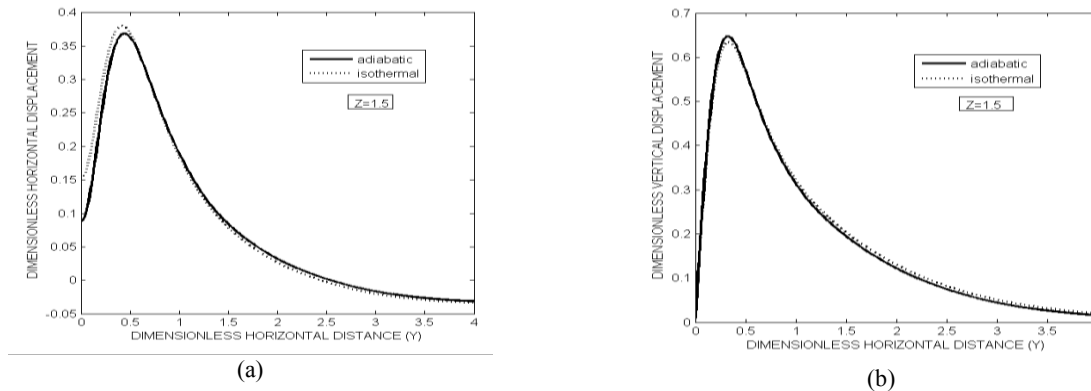 0.4
0.35
0.3
0.25
0.2
0.15
0.1
0.05
0
-0.05
DIMENSIONLESS HORIZONTAL DISPLACEMENT
adiabatic
isothermal
Z=1.5
0 0.5 1 1.5 2 2.5 3 3.5 4
DIMENSIONLESS HORIZONTAL DISTANCE (Y)
(a)
0.7
0.6
0.5
0.4
0.3
0.2
0.1
0
DIMENSIONLESS VERTICAL DISPLACEMENT
adiabatic
isothermal
Z=1.5
0 0.5 1 1.5 2 2.5 3 3.5
DIMENSIONLESS HORIZONTAL DISTANCE (Y)
(b)